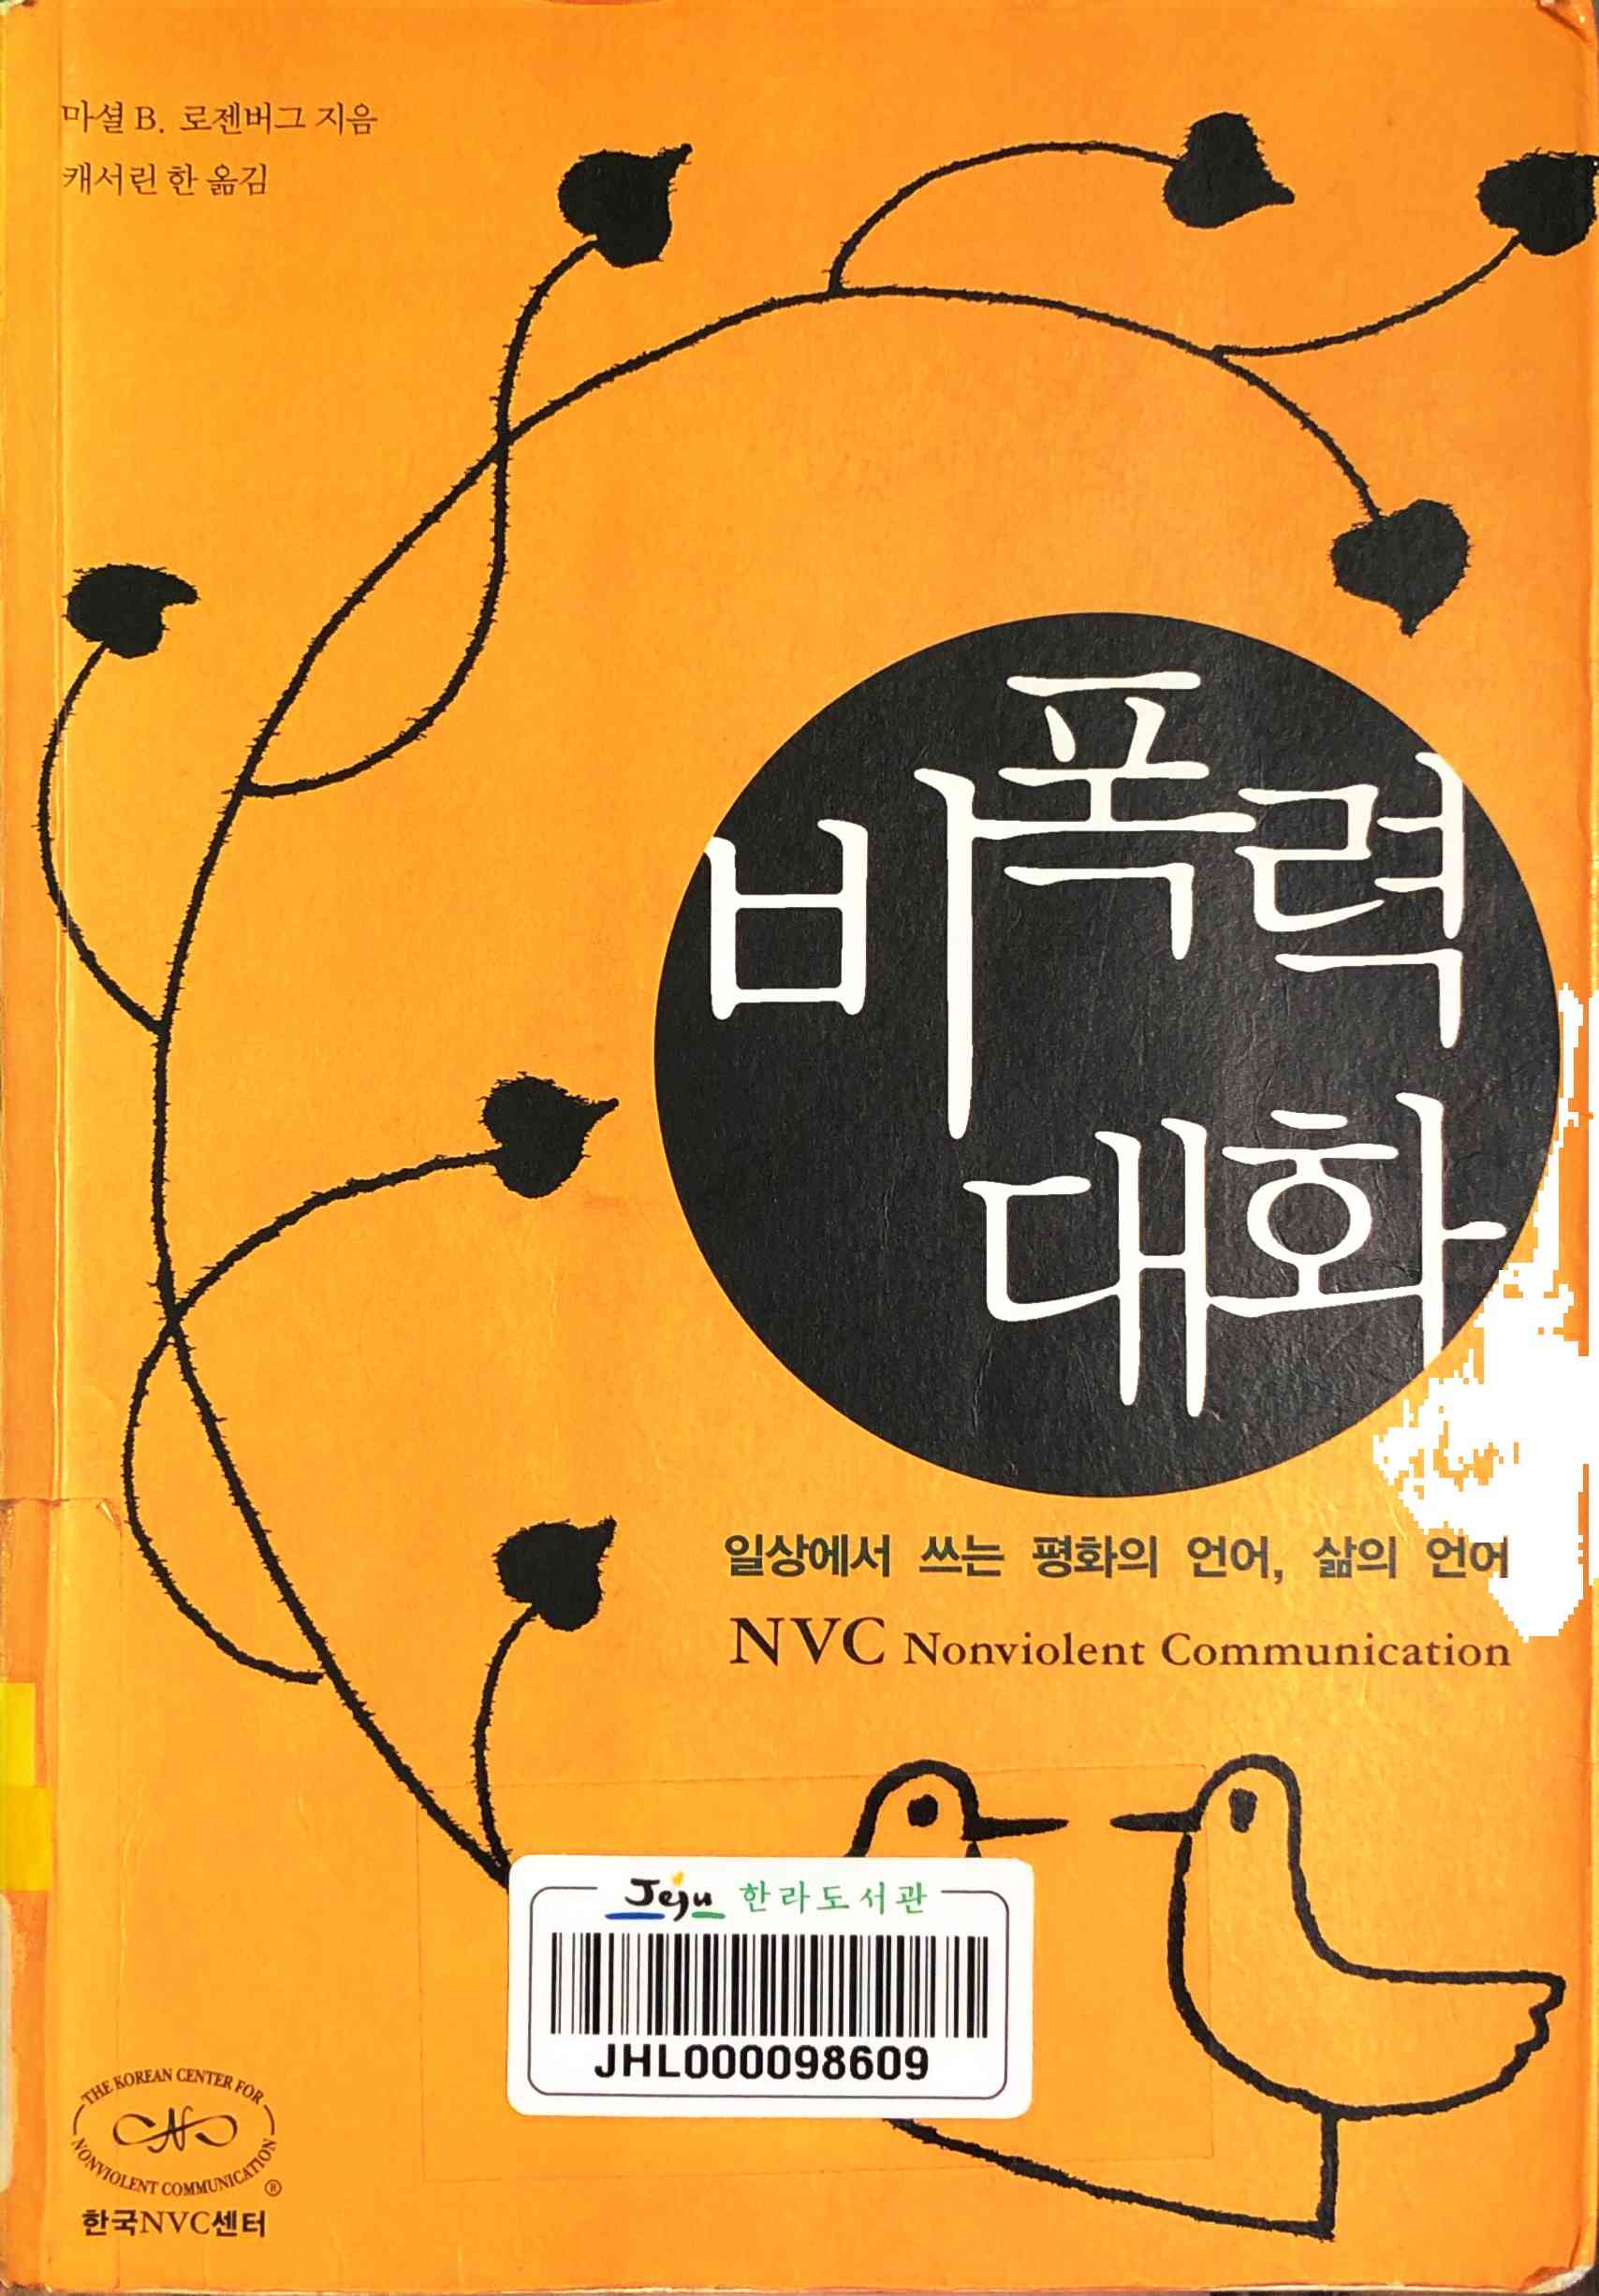 마셜 B. 로젠버그 지음
캐서린 한 옮김
비폭력
대화
일상에서 쓰는 평화의 언어, 삶의 언어
NVC Nonviolent Communication
Jeju 한라도서관
JHL000098609
THE KOREAN CENTER FOR
NONVIOLENT COMMUNICATION ®
한국NVC센터